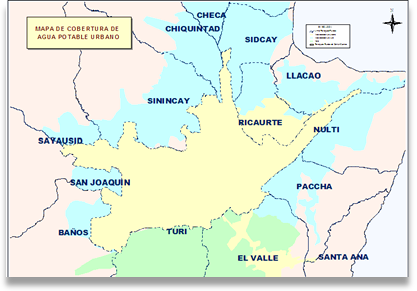 MAPA DE COBERTURA DE
AGUA POTABLE URBANO
CHECA
CHIQUINTAD
SIDCAY
LLACAO
SININCAY
RICAURTE
NULTI
SAYAUSID
SAN JOAQUIN
PACCHA
BAÑOS
TURI
EL VALLE
SANTA ANA